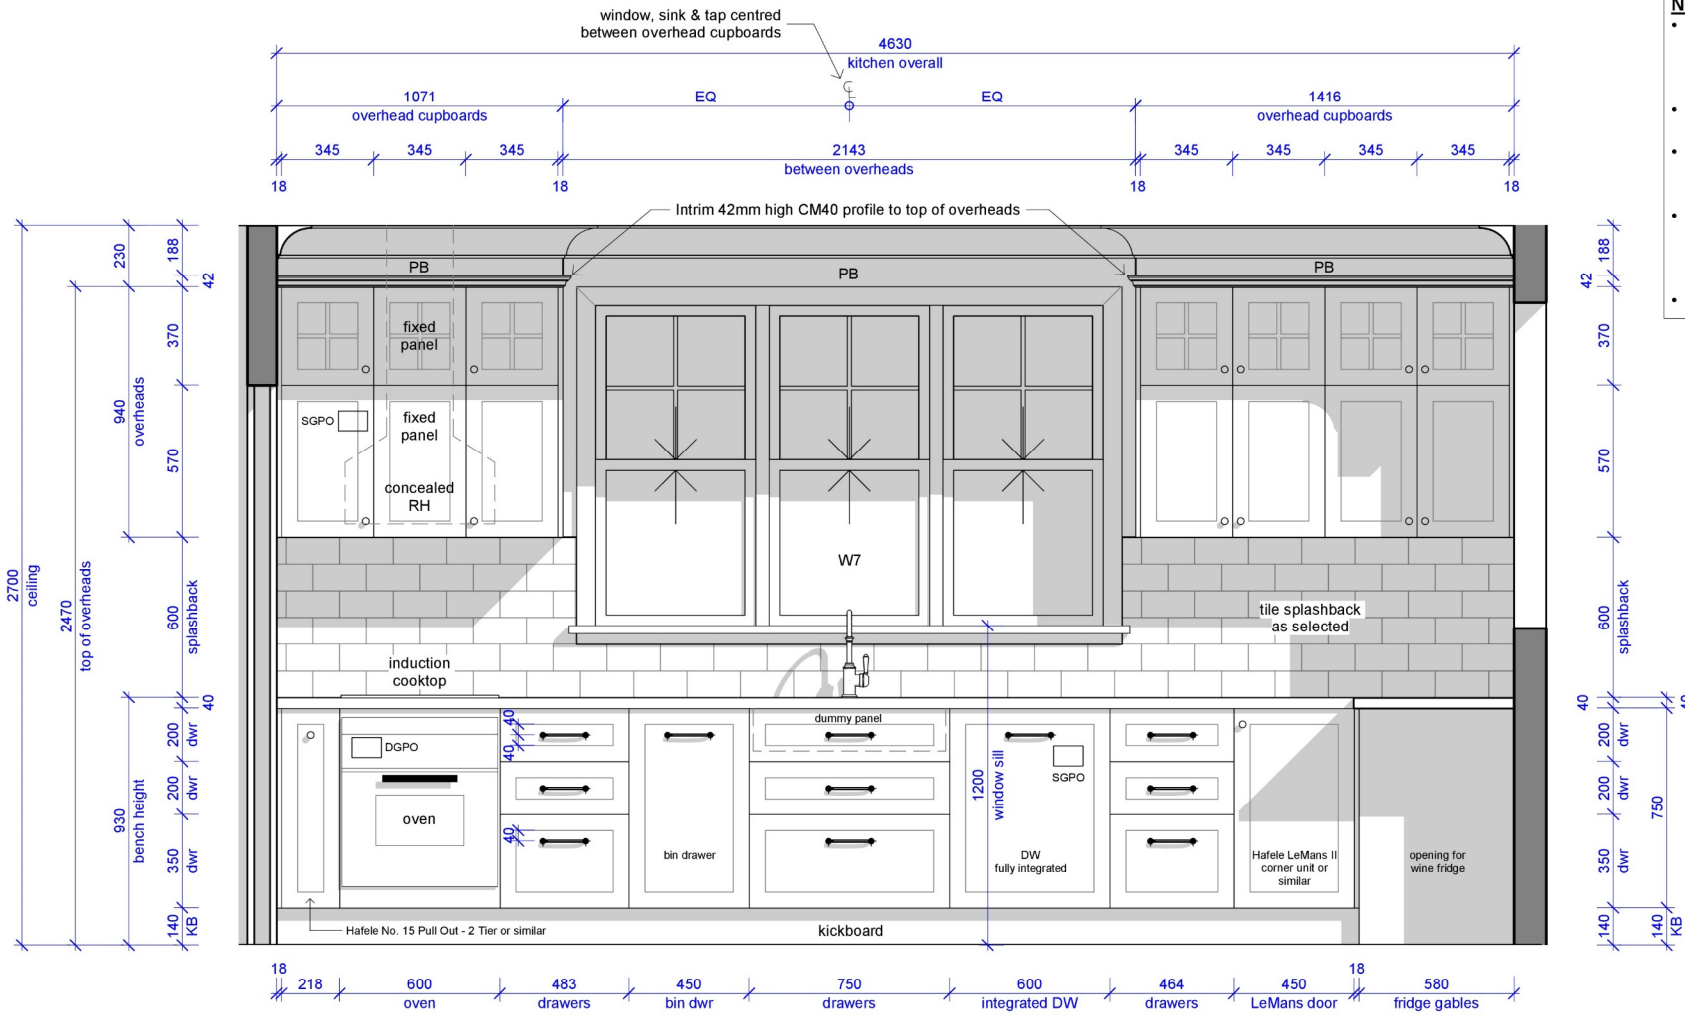 window, sink & tap centred
between overhead cupboards
N
4630
kitchen overall
1071
overhead cupboards
EQ
EQ
1416
overhead cupboards
345
345
345
2143
between overheads
345
345
345
345
18
18
18
18
Intrim 42mm high CM40 profile to top of overheads
230
188
42
188
42
PB
PB
PB
fixed
panel
370
370
940
overheads
SGPO
fixed
panel
570
570
concealed
RH
W7
2700
ceiling
2470
top of overheads
600
splashback
600
splashback
tile splashback
as selected
induction
cooktop
40
40
dummy panel
200
dwr
DGPO
40
40
SGPO
200
dwr
200
dwr
oven
1200
window sill
200
dwr
750
930
bench height
40
350
dwr
bin drawer
DW
fully integrated
Hafele LeMans II
corner unit or
similar
opening for
wine fridge
350
dwr
140
KB
Hafele No. 15 Pull Out - 2 Tier or similar
kickboard
140
140
KB
18
18
218
600
oven
483
drawers
450
bin dwr
750
drawers
600
integrated DW
464
drawers
450
LeMans door
580
fridge gables